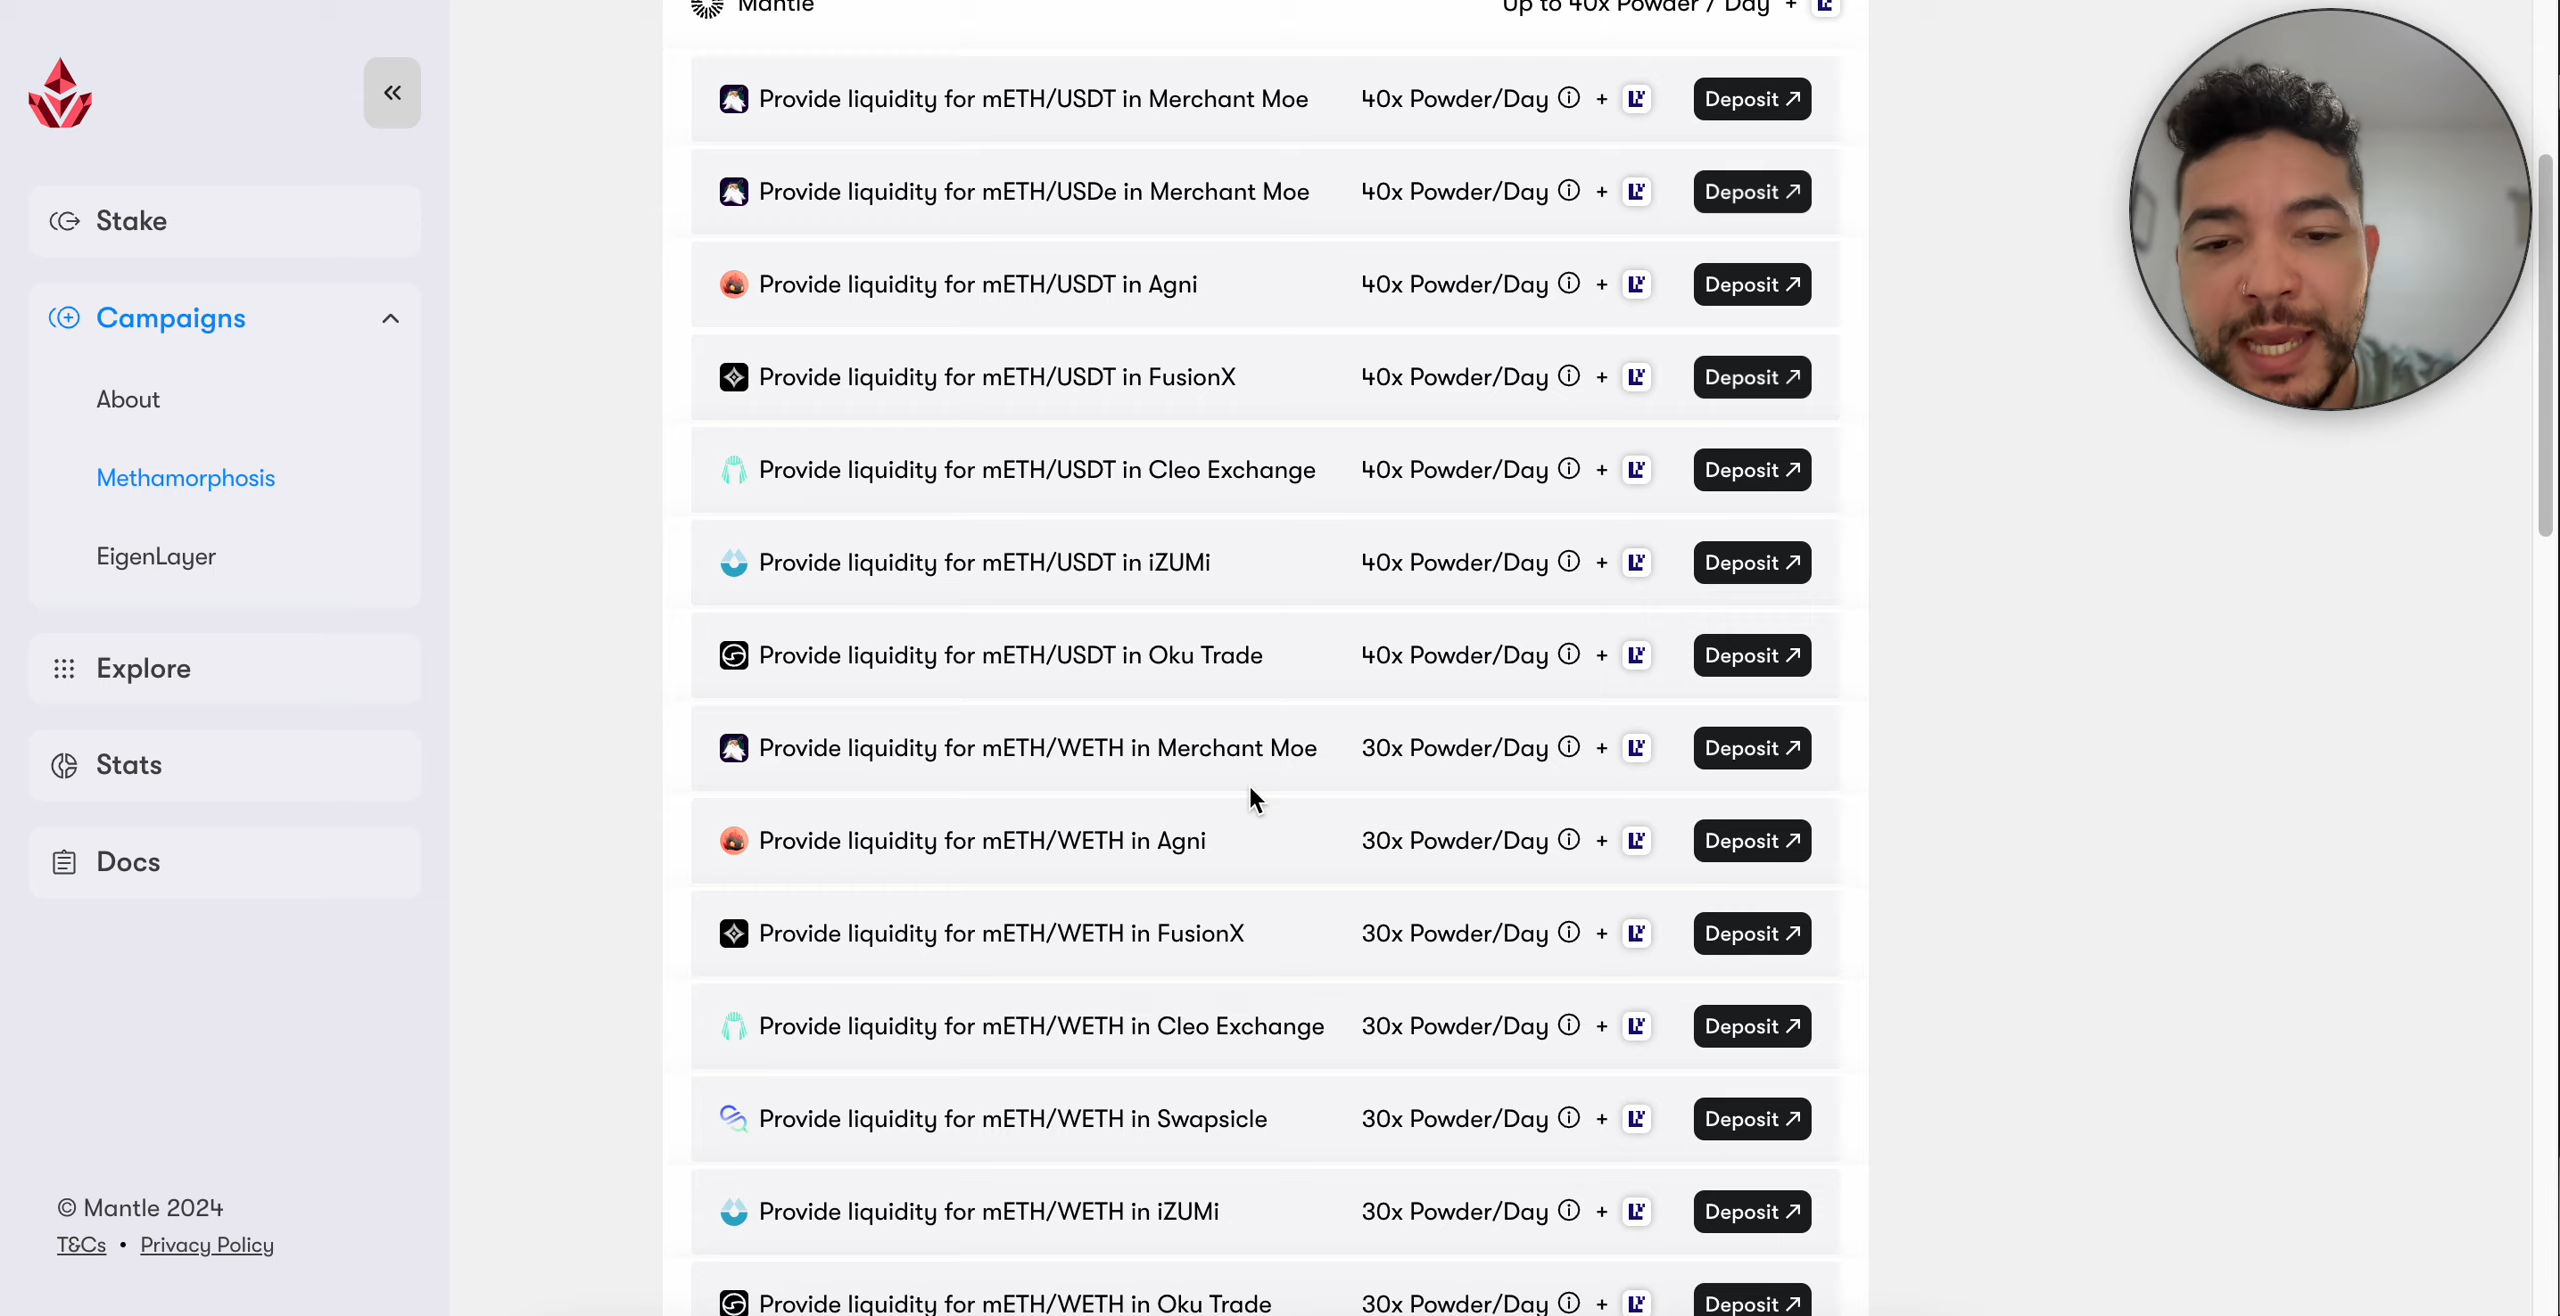 Mantle Up to 40x Powder / Day +
Provide liquidity for mETH/USDT in Merchant Moe 40x Powder/Day + Deposit
Provide liquidity for mETH/USDe in Merchant Moe 40x Powder/Day + Deposit
Stake
Provide liquidity for mETH/USDT in Agni 40x Powder/Day + Deposit
Campaigns
Provide liquidity for mETH/USDT in FusionX 40x Powder/Day + Deposit
About
Provide liquidity for mETH/USDT in Cleo Exchange 40x Powder/Day + Deposit
Methamorphosis
EigenLayer
Provide liquidity for mETH/USDT in iZUMi 40x Powder/Day + Deposit
Provide liquidity for mETH/USDT in Oku Trade 40x Powder/Day + Deposit
Explore
Provide liquidity for mETH/WETH in Merchant Moe 30x Powder/Day + Deposit
Stats
Provide liquidity for mETH/WETH in Agni 30x Powder/Day + Deposit
Docs
Provide liquidity for mETH/WETH in FusionX 30x Powder/Day + Deposit
Provide liquidity for mETH/WETH in Cleo Exchange 30x Powder/Day + Deposit
Provide liquidity for mETH/WETH in Swapsicle 30x Powder/Day + Deposit
Provide liquidity for mETH/WETH in iZUMi 30x Powder/Day + Deposit
© Mantle 2024
T&Cs • Privacy Policy
Provide liquidity for mETH/WETH in Oku Trade 30x Powder/Day + Deposit